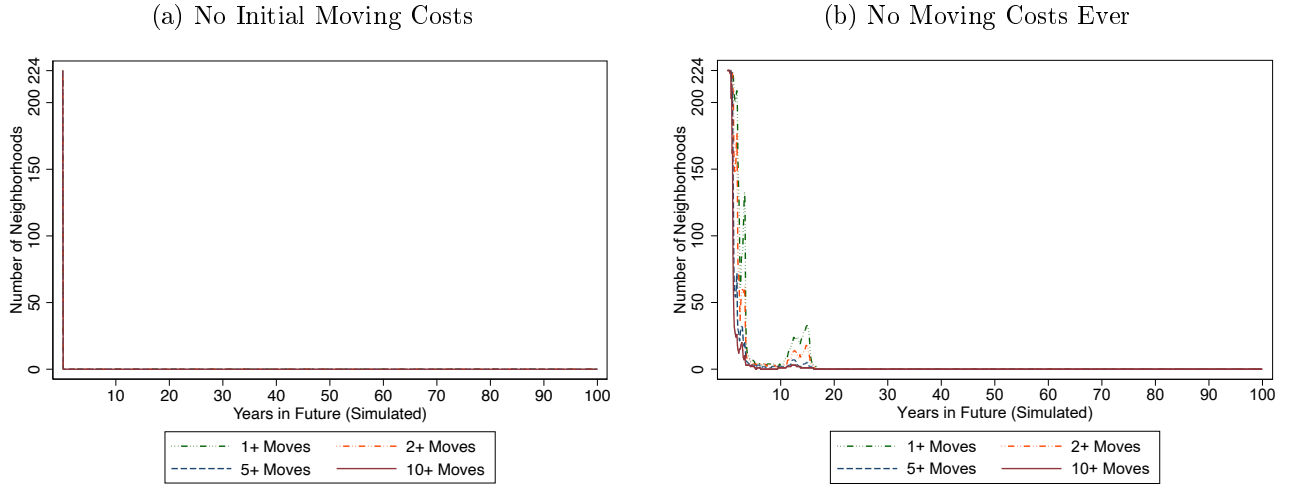 (a) No Initial Moving Costs
Number of Neighborhoods
224
200
150
100
50
0
10 20 30 40 50 60 70 80 90 100
Years in Future (Simulated)
1+ Moves 2+ Moves
5+ Moves 10+ Moves
(b) No Moving Costs Ever
Number of Neighborhoods
224
200
150
100
50
0
10 20 30 40 50 60 70 80 90 100
Years in Future (Simulated)
1+ Moves 2+ Moves
5+ Moves 10+ Moves